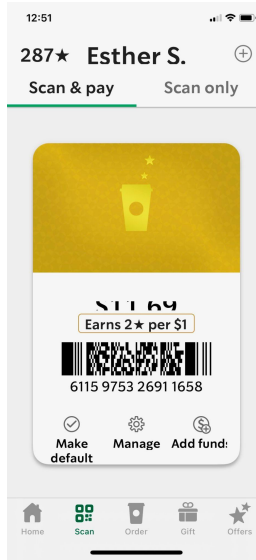 12:51
287★ Esther S.
Scan & pay Scan only
Earns 2★ per $1
6115 9753 2691 1658
Make default
Manage
Add fund
Home Scan Order Gift Offers